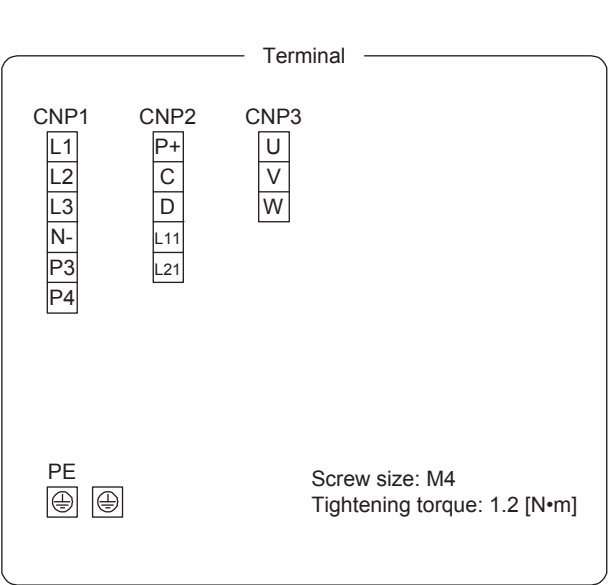 Terminal
CNP1
L1
L2
L3
N-
P3
P4
CNP2
P+
C
D
L11
L21
CNP3
U
V
W
PE
Screw size: M4
Tightening torque: 1.2 [N•m]